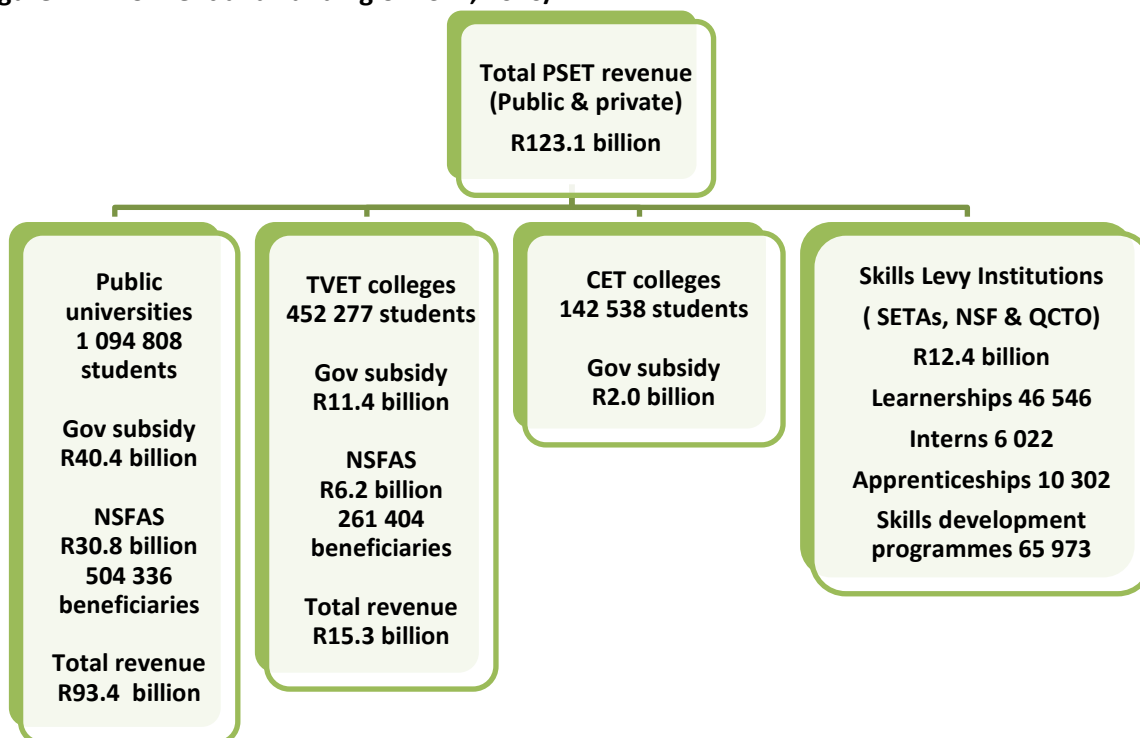 Total PSET revenue
(Public & private)
R123.1 billion
Public
universities
1 094 808
students
Gov subsidy
R40.4 billion
NSFAS
R30.8 billion
504 336
beneficiaries
Total revenue
R93.4 billion
TVET colleges
452 277 students
Gov subsidy
R11.4 billion
NSFAS
R6.2 billion
261 404
beneficiaries
Total revenue
R15.3 billion
CET colleges
142 538 students
Gov subsidy
R2.0 billion
Skills Levy Institutions
( SETAs, NSF & QCTO)
R12.4 billion
Learnerships 46 546
Interns 6 022
Apprenticeships 10 302
Skills development
programmes 65 973